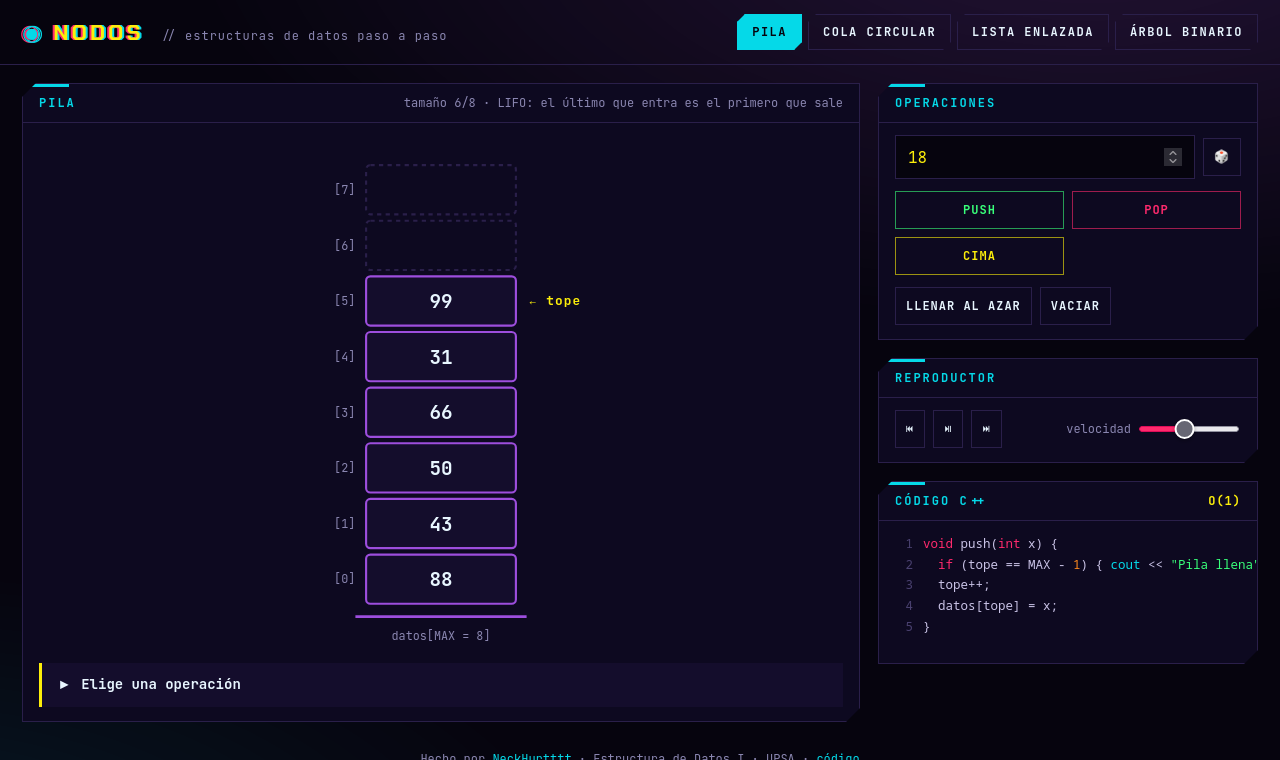 NODOS // estructuras de datos paso a paso
PILA COLA CIRCULAR LISTA ENLAZADA ÁRBOL BINARIO
PILA tamaño 6/8 · LIFO: el último que entra es el primero que sale
[7]
[6]
[5] 99 ← tope
[4] 31
[3] 66
[2] 50
[1] 43
[0] 88
datos[MAX = 8]
▶ Elige una operación
OPERACIONES
18
PUSH POP
CIMA
LLENAR AL AZAR VACIAR
REPRODUCTOR
velocidad
CÓDIGO C++ O(1)
1 void push(int x) {
2 if (tope == MAX - 1) { cout << "Pila llena"
3 tope++;
4 datos[tope] = x;
5 }
Hecho por NeckHurtttt · Estructura de Datos I · UPSA · código